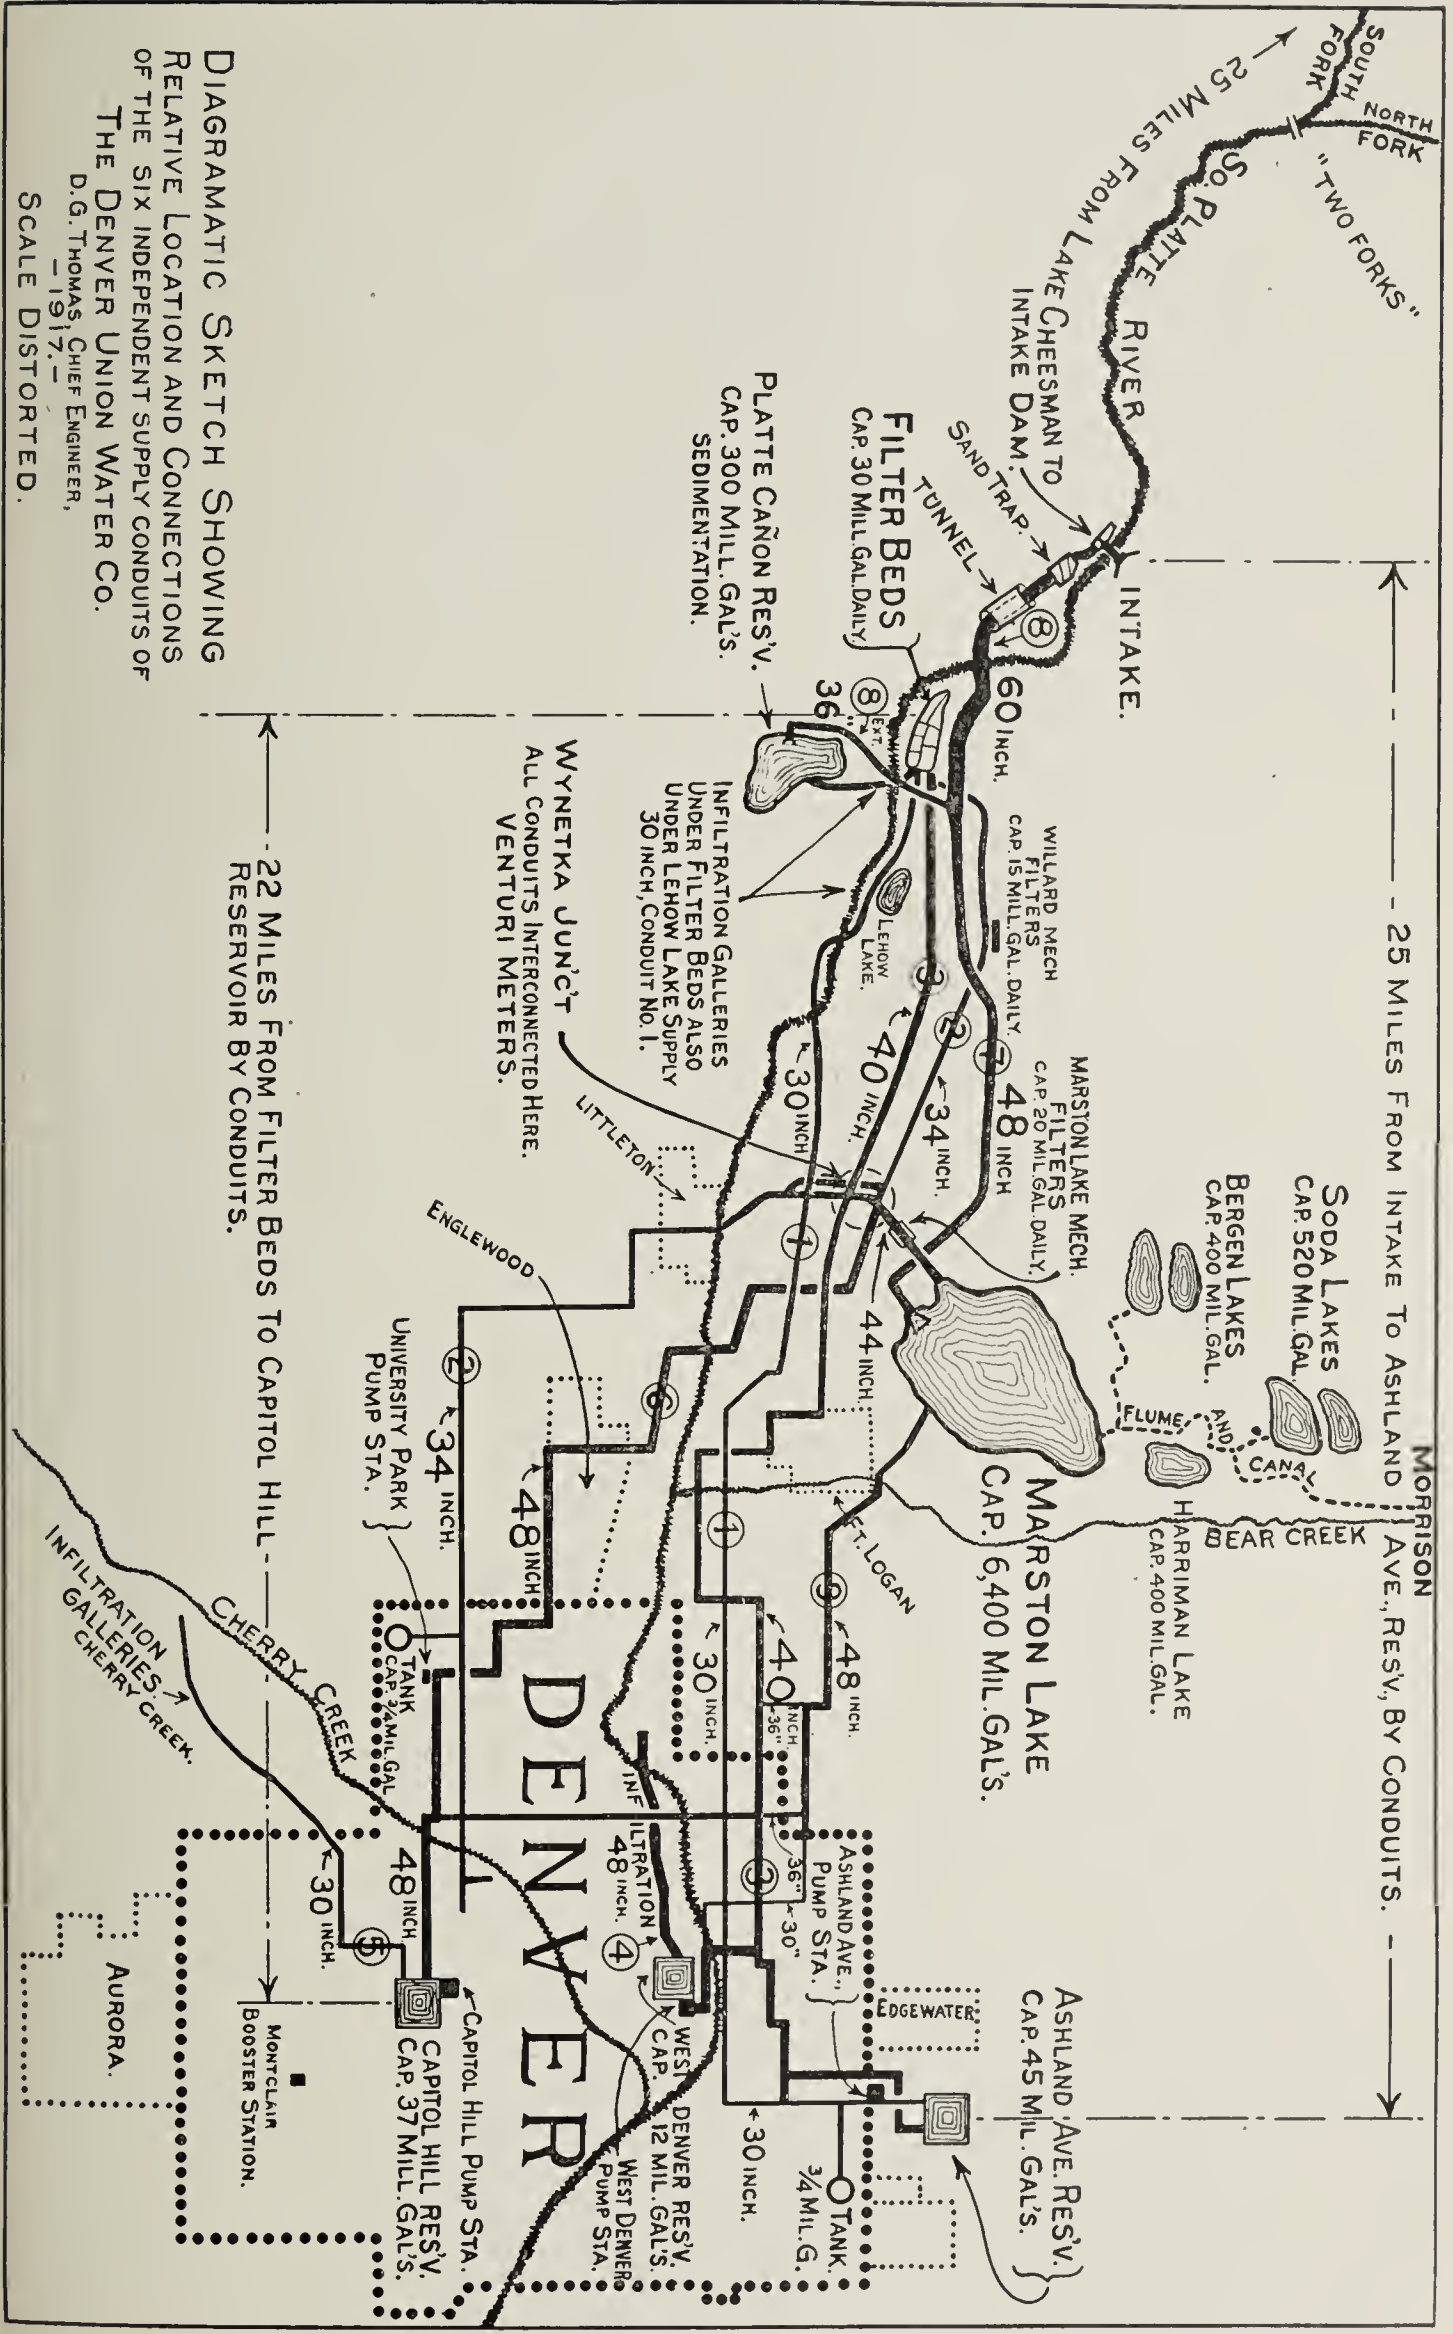 SOUTH
FORK
NORTH
FORK
"TWO FORKS"
25 MILES FROM LAKE CHEESMAN TO
INTAKE DAM.
SO. PLATTE RIVER
SAND TRAP.
TUNNEL
INTAKE.
8
60 INCH.
FILTER BEDS
CAP. 30 MILL.GAL.DAILY.
PLATTE CAÑON RES'V.
CAP. 300 MILL. GAL'S.
SEDIMENTATION.
36"
8
EXT.
25 MILES FROM INTAKE TO ASHLAND AVE., RES'V., BY CONDUITS.
WILLARD MECH
FILTERS
CAP. 15 MILL.GAL.DAILY.
MARSTON LAKE MECH.
FILTERS
CAP. 20 MIL.GAL.DAILY.
LEHOW
LAKE.
INFILTRATION GALLERIES
UNDER FILTER BEDS ALSO
UNDER LEHOW LAKE SUPPLY
30 INCH, CONDUIT NO. 1.
WYNETKA JUN'C'T
ALL CONDUITS INTERCONNECTED HERE.
VENTURI METERS.
3
2
7
40 INCH.
34 INCH.
48 INCH
30 INCH
1
44 INCH.
LITTLETON
ENGLEWOOD
SODA LAKES
CAP. 520 MIL.GAL.
BERGEN LAKES
CAP. 400 MIL.GAL.
FLUME AND CANAL
MORRISON
BEAR CREEK
HARRIMAN LAKE
CAP. 400 MIL.GAL.
MARSTON LAKE
CAP. 6,400 MIL. GAL'S.
FT. LOGAN
9
48 INCH.
6
1
2
34 INCH.
48 INCH
UNIVERSITY PARK
PUMP STA.
TANK
CAP. ¾ MIL.GAL
30 INCH.
40 INCH
36"
36"
30"
3
DENVER
INFILTRATION
48 INCH.
4
ASHLAND AVE.,
PUMP STA.
EDGEWATER
ASHLAND AVE. RES'V.
CAP. 45 MIL. GAL'S.
TANK.
¾ MIL. G.
30 INCH.
WEST DENVER RES'V.
CAP. 12 MIL. GAL'S.
WEST DENVER
PUMP STA.
CAPITOL HILL PUMP STA.
CAPITOL HILL RES'V.
CAP. 37 MILL. GAL'S.
48 INCH.
5
30 INCH.
CHERRY CREEK
INFILTRATION
GALLERIES.
CHERRY CREEK.
MONTCLAIR
BOOSTER STATION.
AURORA.
22 MILES FROM FILTER BEDS TO CAPITOL HILL
RESERVOIR BY CONDUITS.
DIAGRAMATIC SKETCH SHOWING
RELATIVE LOCATION AND CONNECTIONS
OF THE SIX INDEPENDENT SUPPLY CONDUITS OF
THE DENVER UNION WATER CO.
D.G. THOMAS, CHIEF ENGINEER,
—1917.—
SCALE DISTORTED.